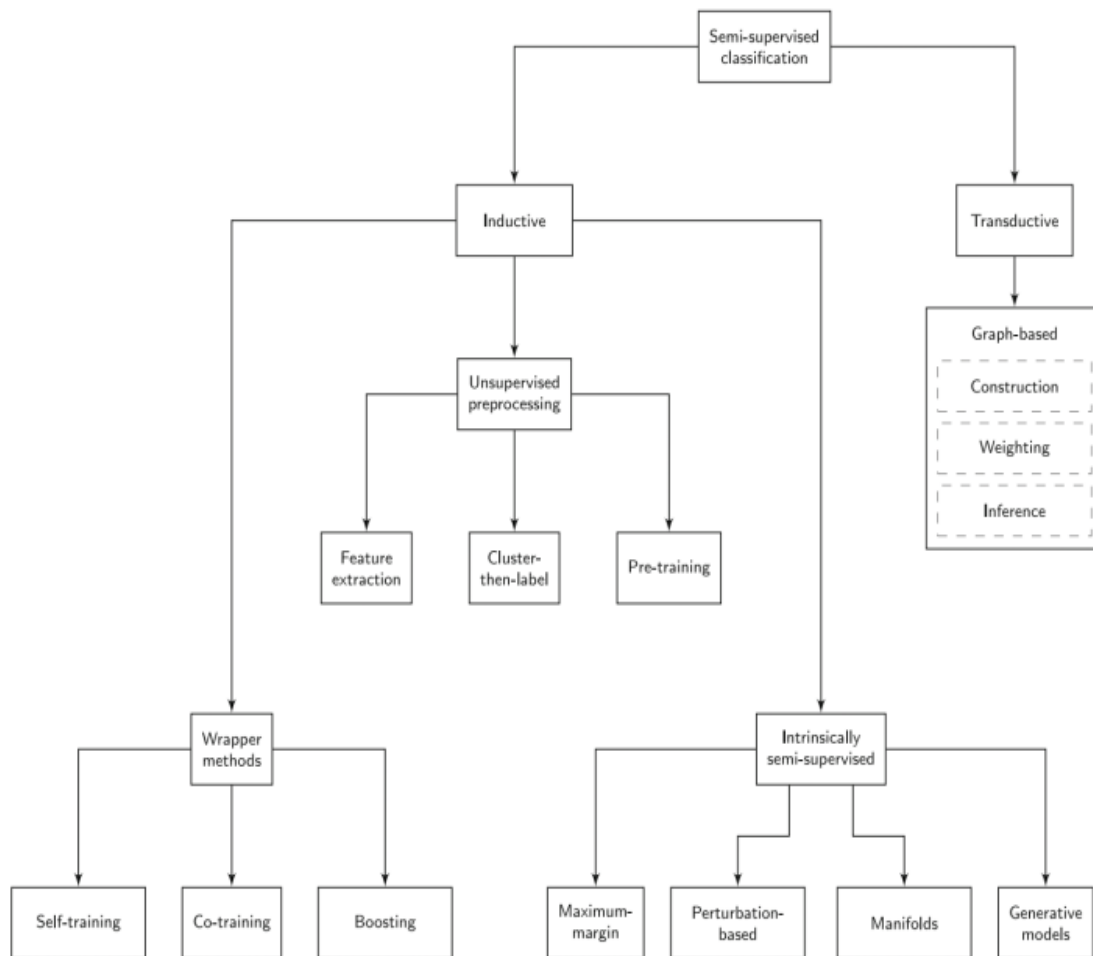 Semi-supervised
classification
Inductive
Transductive
Graph-based
Construction
Weighting
Inference
Unsupervised
preprocessing
Feature
extraction
Cluster-
then-label
Pre-training
Wrapper
methods
Intrinsically
semi-supervised
Self-training
Co-training
Boosting
Maximum-
margin
Perturbation-
based
Manifolds
Generative
models